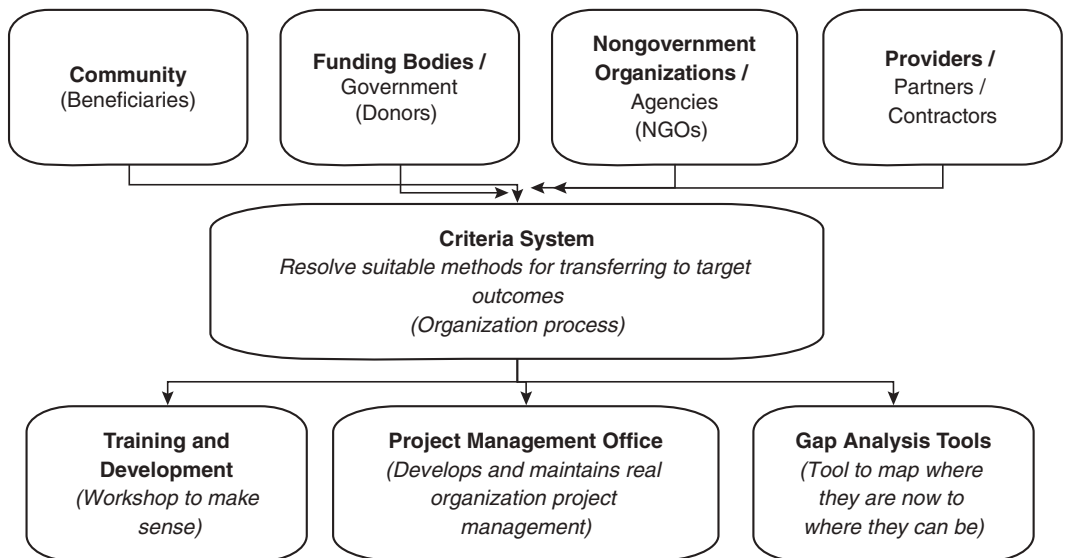 Community
(Beneficiaries)
Funding Bodies /
Government
(Donors)
Nongovernment
Organizations /
Agencies
(NGOs)
Providers /
Partners /
Contractors
Criteria System
Resolve suitable methods for transferring to target
outcomes
(Organization process)
Training and
Development
(Workshop to make
sense)
Project Management Office
(Develops and maintains real
organization project
management)
Gap Analysis Tools
(Tool to map where
they are now to
where they can be)